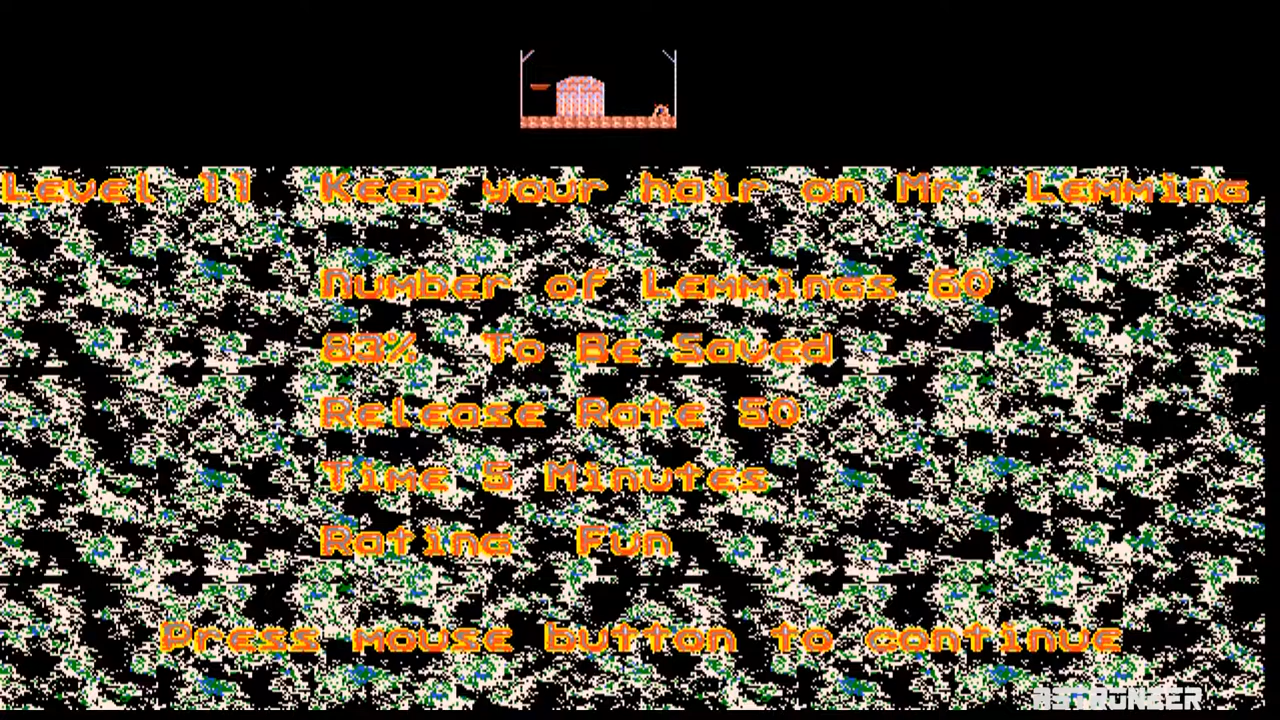 Level 11 Keep your hair on Mr. Lemming
Number of Lemmings 60
83% To Be Saved
Release Rate 50
Time 5 Minutes
Rating Fun
Press mouse button to continue